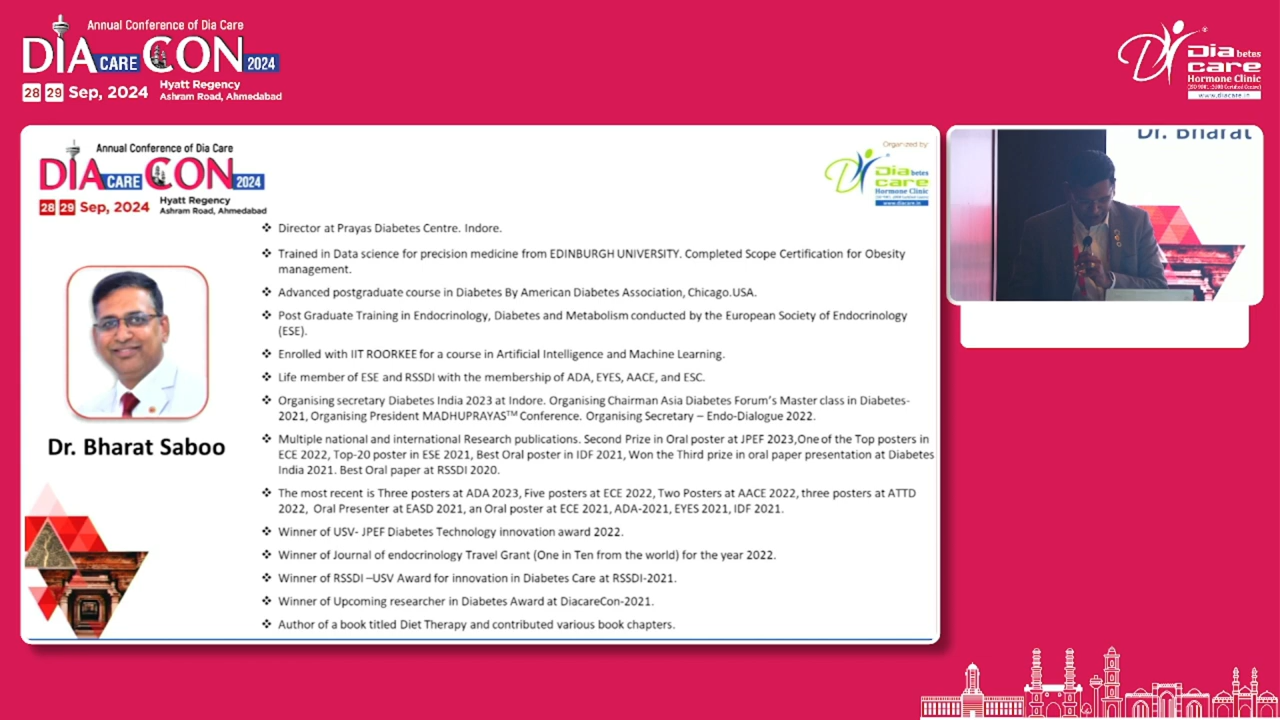 Annual Conference of Dia Care
DIA CARE CON 2024
28 29 Sep, 2024
Hyatt Regency
Ashram Road, Ahmedabad
Diabetes
care
Hormone Clinic
www.diacare.in
Annual Conference of Dia Care
DIA CARE CON 2024
28 29 Sep, 2024
Hyatt Regency
Ashram Road, Ahmedabad
Organized by:
Diabetes
care
Hormone Clinic
www.diacare.in
Dr. Bharat
Dr. Bharat Saboo
❖ Director at Prayas Diabetes Centre. Indore.
❖ Trained in Data science for precision medicine from EDINBURGH UNIVERSITY. Completed Scope Certification for Obesity
management.
❖ Advanced postgraduate course in Diabetes By American Diabetes Association, Chicago.USA.
❖ Post Graduate Training in Endocrinology, Diabetes and Metabolism conducted by the European Society of Endocrinology
(ESE).
❖ Enrolled with IIT ROORKEE for a course in Artificial Intelligence and Machine Learning.
❖ Life member of ESE and RSSDI with the membership of ADA, EYES, AACE, and ESC.
❖ Organising secretary Diabetes India 2023 at Indore. Organising Chairman Asia Diabetes Forum's Master class in Diabetes-
2021, Organising President MADHUPRAYAS™ Conference. Organising Secretary – Endo-Dialogue 2022.
❖ Multiple national and international Research publications. Second Prize in Oral poster at JPEF 2023,One of the Top posters in
ECE 2022, Top-20 poster in ESE 2021, Best Oral poster in IDF 2021, Won the Third prize in oral paper presentation at Diabetes
India 2021. Best Oral paper at RSSDI 2020.
❖ The most recent is Three posters at ADA 2023, Five posters at ECE 2022, Two Posters at AACE 2022, three posters at ATTD
2022, Oral Presenter at EASD 2021, an Oral poster at ECE 2021, ADA-2021, EYES 2021, IDF 2021.
❖ Winner of USV- JPEF Diabetes Technology innovation award 2022.
❖ Winner of Journal of endocrinology Travel Grant (One in Ten from the world) for the year 2022.
❖ Winner of RSSDI –USV Award for innovation in Diabetes Care at RSSDI-2021.
❖ Winner of Upcoming researcher in Diabetes Award at DiacareCon-2021.
❖ Author of a book titled Diet Therapy and contributed various book chapters.